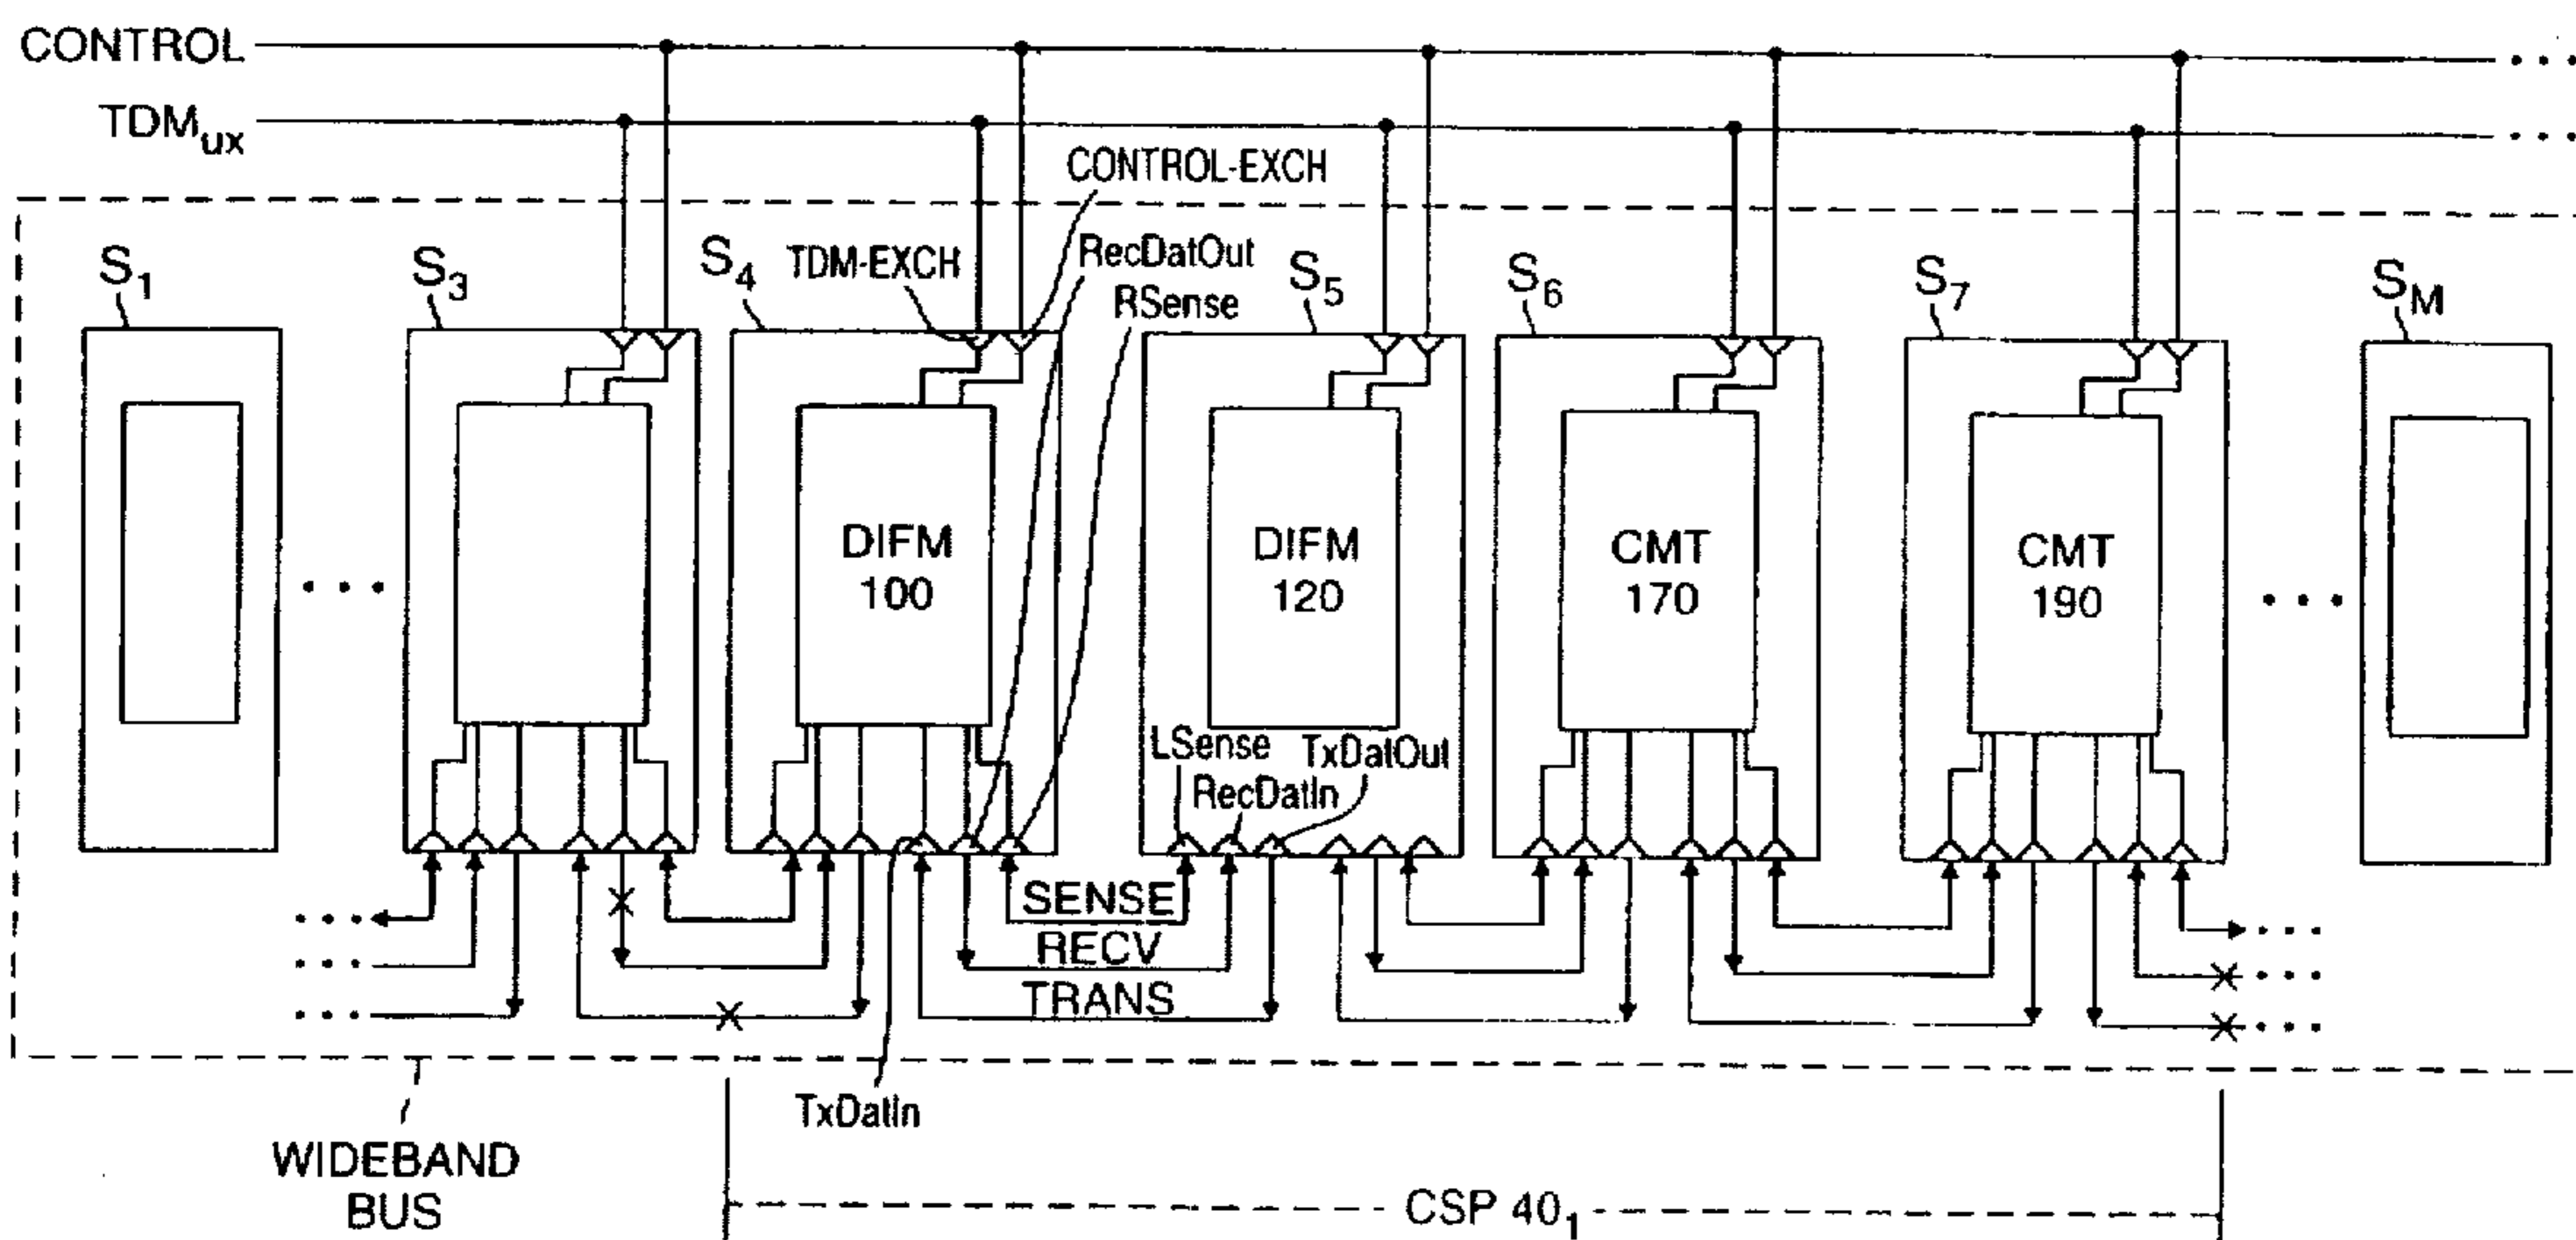 CONTROL
TDMux
CONTROL-EXCH
S1
S3
S4
TDM-EXCH
RecDatOut
RSense
S5
S6
S7
SM
DIFM
100
DIFM
120
CMT
170
CMT
190
LSense
TxDatOut
RecDatIn
SENSE
RECV
TRANS
TxDatIn
WIDEBAND
BUS
CSP 401